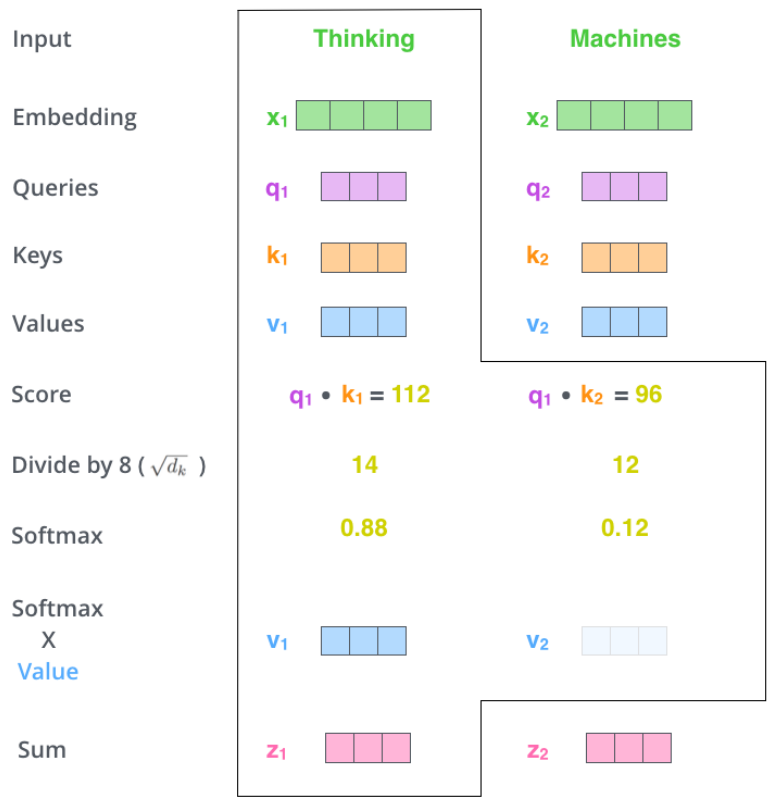 Input Thinking Machines
Embedding x₁ x₂
Queries q₁ q₂
Keys k₁ k₂
Values v₁ v₂
Score q₁ • k₁ = 112 q₁ • k₂ = 96
Divide by 8 ( √dₖ ) 14 12
Softmax 0.88 0.12
Softmax
X v₁ v₂
Value
Sum z₁ z₂